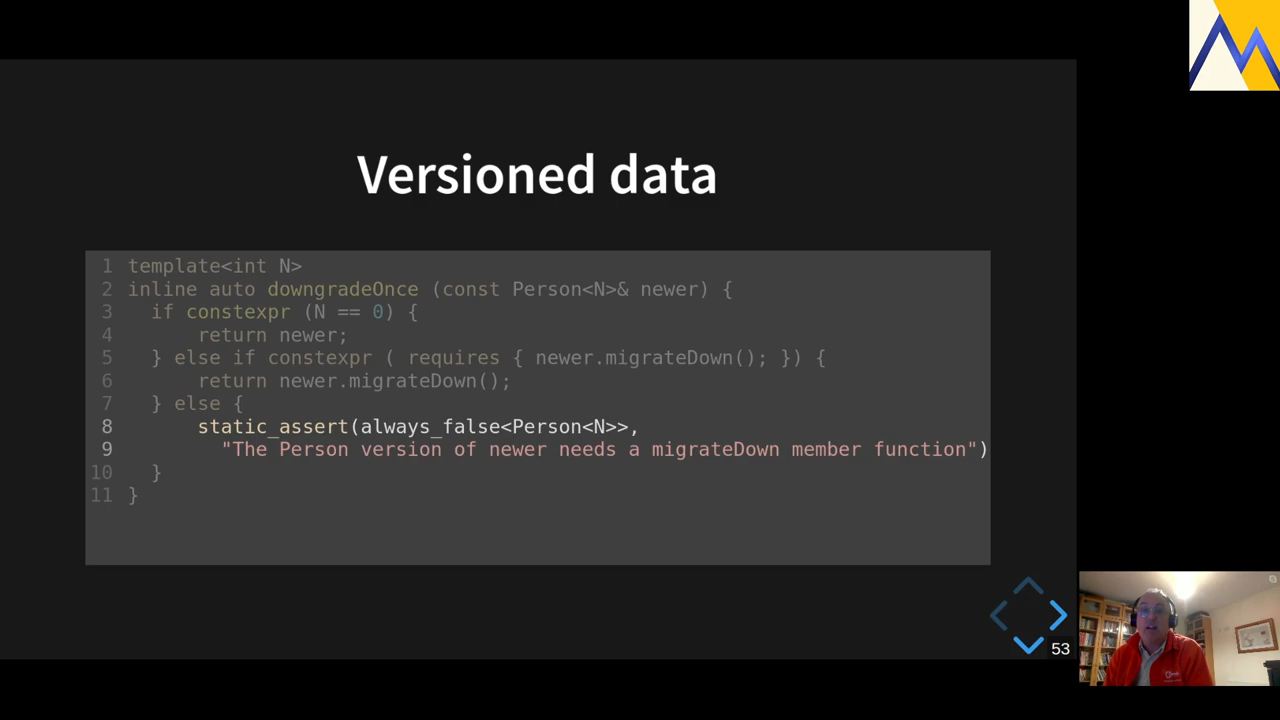 Versioned data
1 template<int N>
2 inline auto downgradeOnce (const Person<N>& newer) {
3   if constexpr (N == 0) {
4       return newer;
5   } else if constexpr ( requires { newer.migrateDown(); }) {
6       return newer.migrateDown();
7   } else {
8       static_assert(always_false<Person<N>>,
9         "The Person version of newer needs a migrateDown member function")
10   }
11 }
53